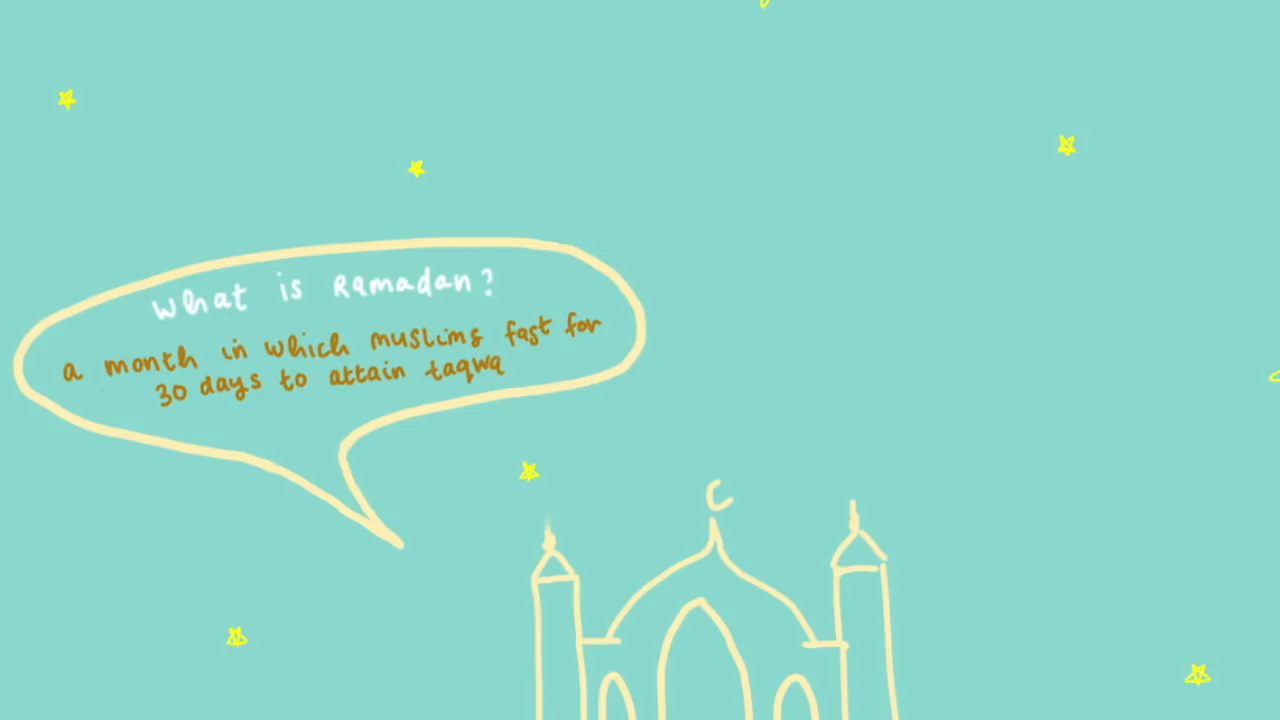 What is Ramadan?
a month in which muslims fast for
30 days to attain taqwa